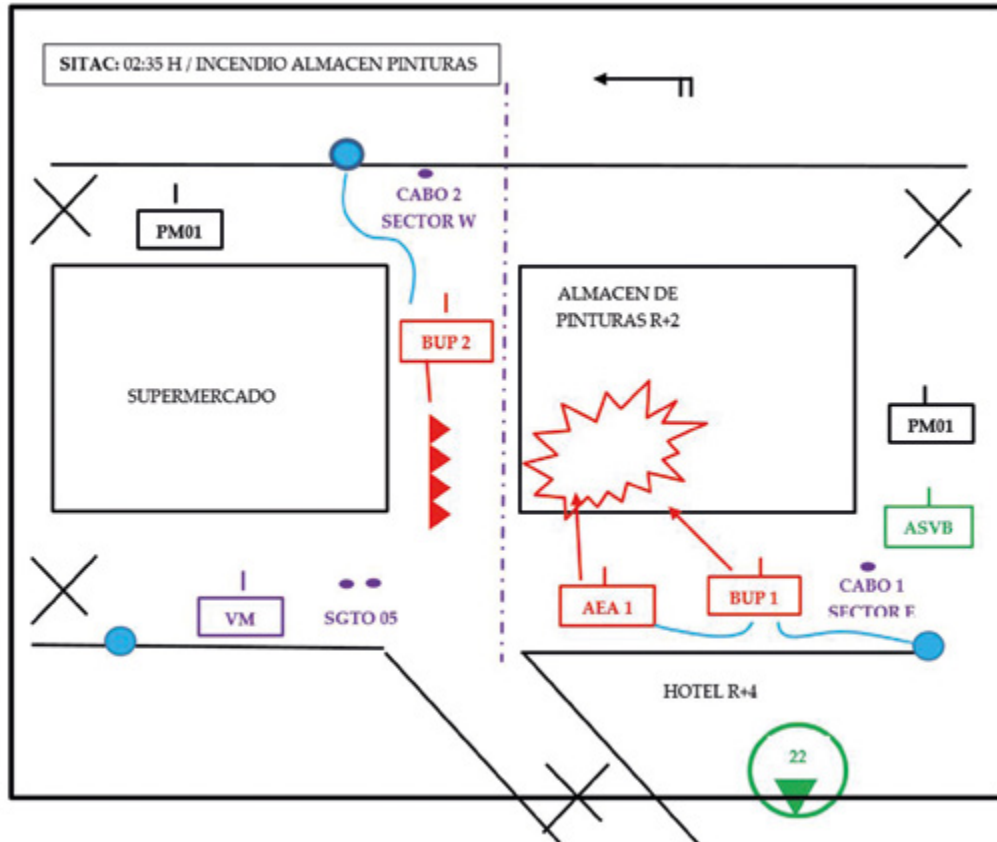 SITAC: 02:35 H / INCENDIO ALMACEN PINTURAS
CABO 2
SECTOR W
PM01
BUP 2
ALMACEN DE
PINTURAS R+2
SUPERMERCADO
PM01
ASVB
VM
SGTO 05
AEA 1
BUP 1
CABO 1
SECTOR E
HOTEL R+4
22